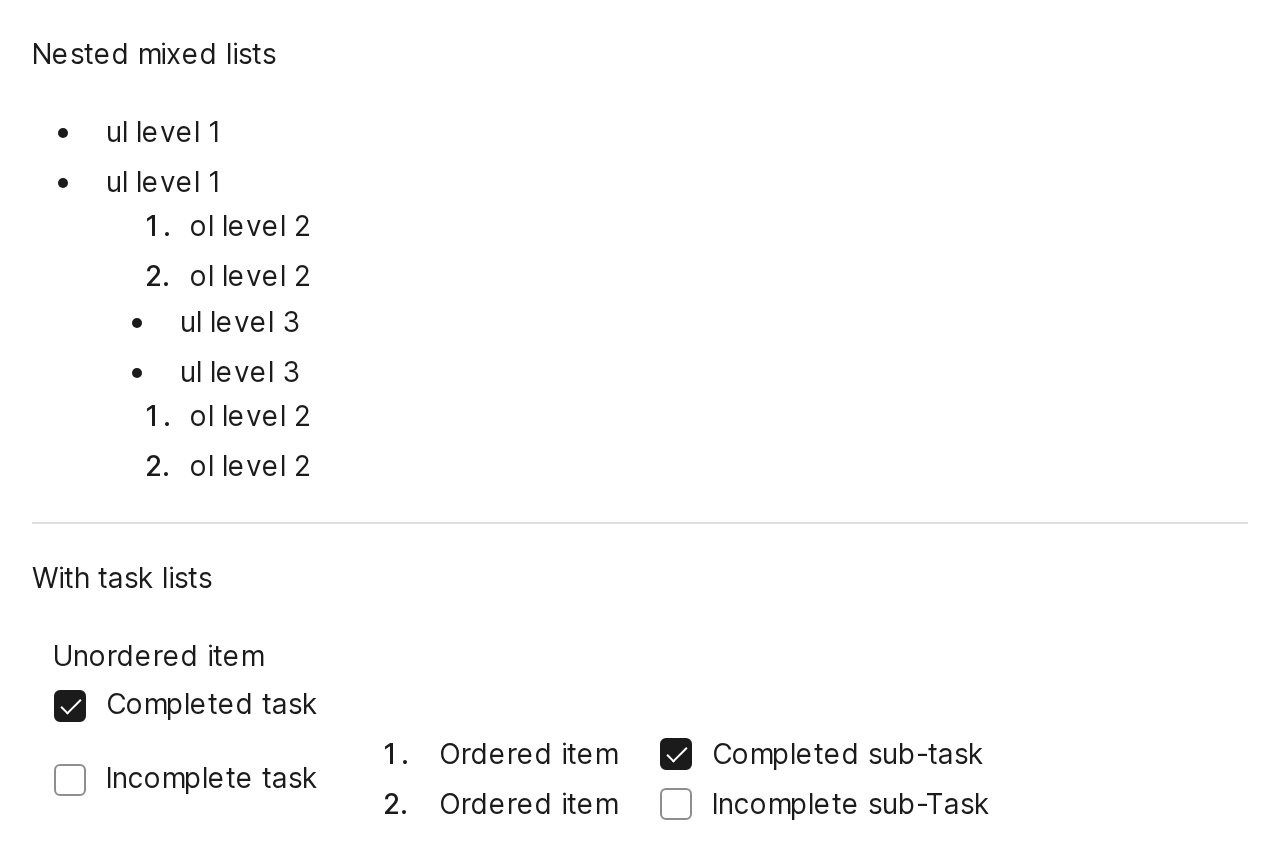 Nested mixed lists
• ul level 1
• ul level 1
1. ol level 2
2. ol level 2
• ul level 3
• ul level 3
1. ol level 2
2. ol level 2
With task lists
Unordered item
Completed task
Incomplete task
1. Ordered item
2. Ordered item
Completed sub-task
Incomplete sub-Task